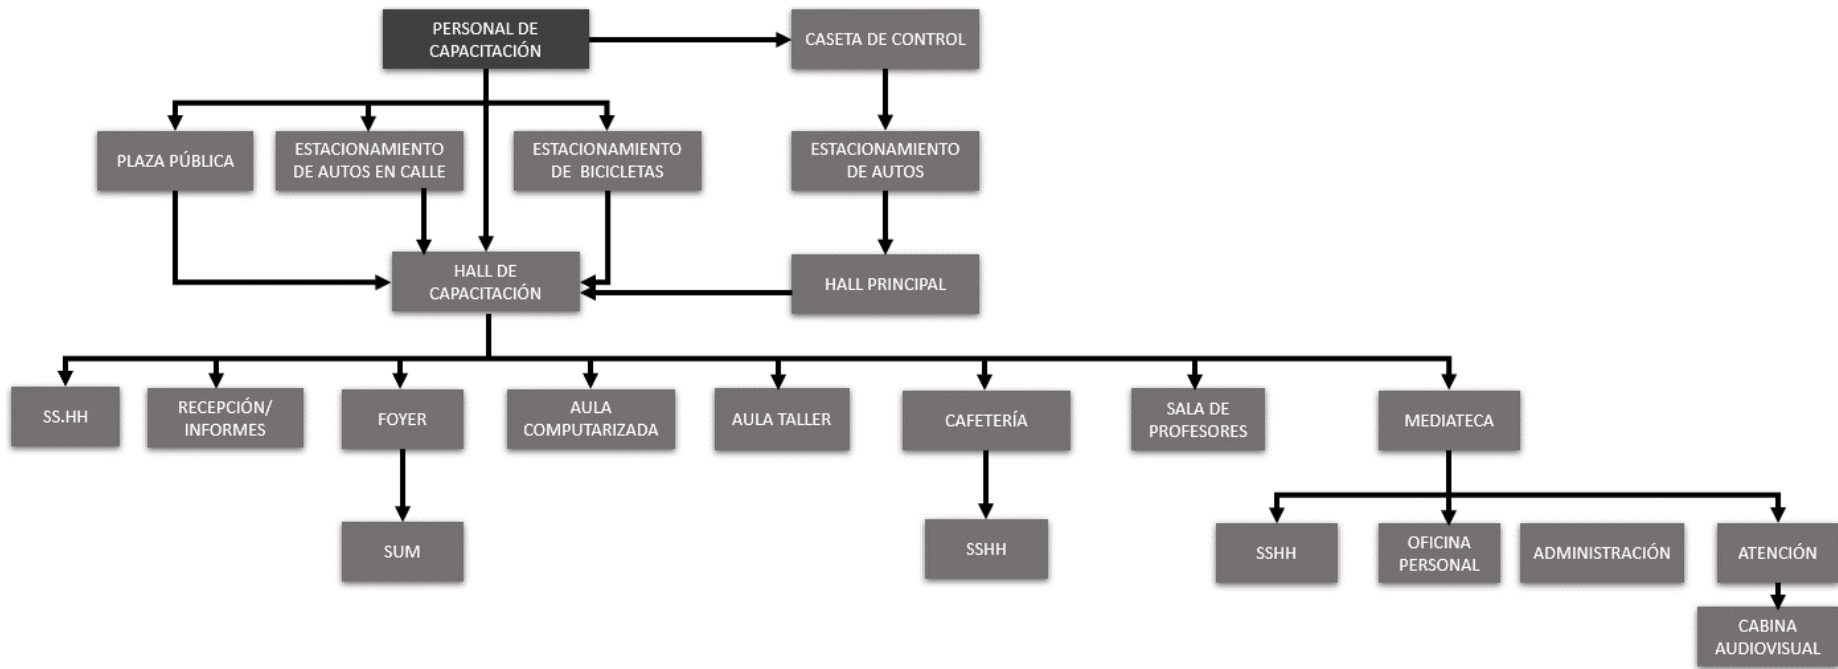 PERSONAL DE
CAPACITACIÓN
CASETA DE CONTROL
PLAZA PÚBLICA
ESTACIONAMIENTO
DE AUTOS EN CALLE
ESTACIONAMIENTO
DE BICICLETAS
ESTACIONAMIENTO
DE AUTOS
HALL DE
CAPACITACIÓN
HALL PRINCIPAL
SS.HH
RECEPCIÓN/
INFORMES
FOYER
AULA
COMPUTARIZADA
AULA TALLER
CAFETERÍA
SALA DE
PROFESORES
MEDIATECA
SUM
SSHH
SSHH
OFICINA
PERSONAL
ADMINISTRACIÓN
ATENCIÓN
CABINA
AUDIOVISUAL